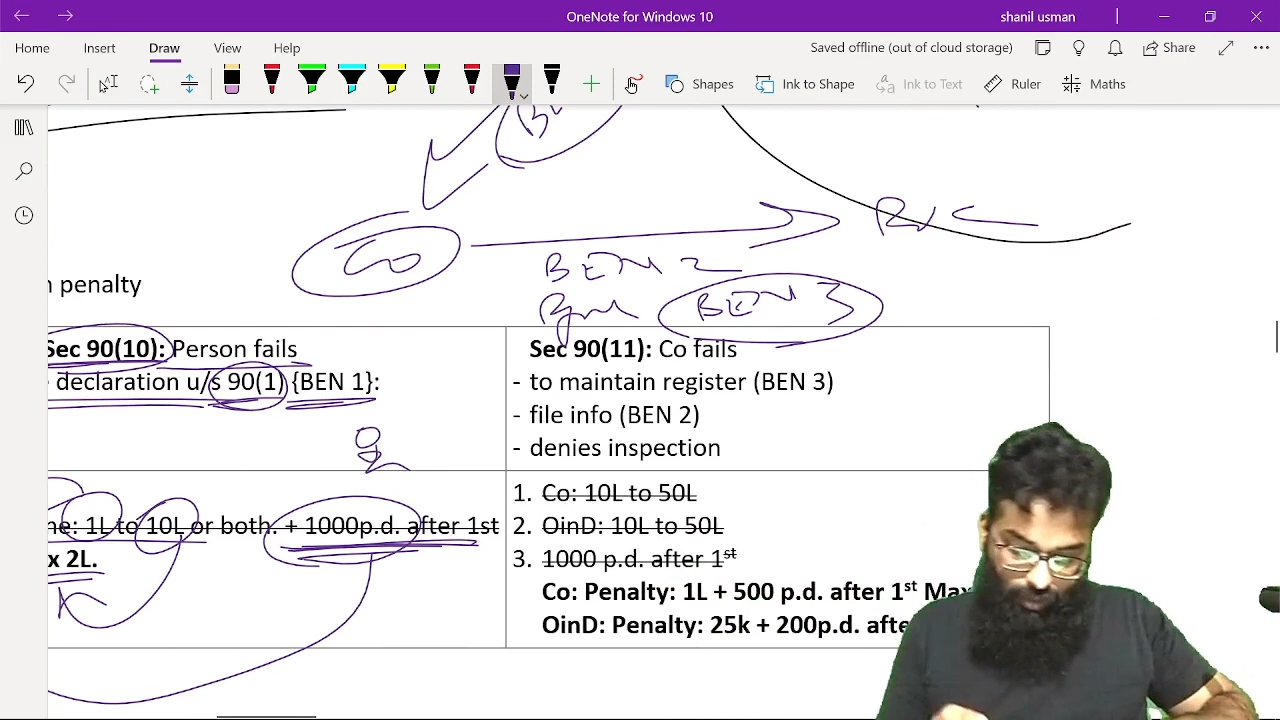 OneNote for Windows 10
shanil usman
Home Insert Draw View Help
Saved offline (out of cloud storage)
Share
Shapes
Ink to Shape
Ink to Text
Ruler
Maths
Co
BEN 2
BEN 3
n penalty
Sec 90(10): Person fails
declaration u/s 90(1) {BEN 1}:
ne: 1L to 10L or both. + 1000p.d. after 1st
x 2L.
Sec 90(11): Co fails
- to maintain register (BEN 3)
- file info (BEN 2)
- denies inspection
1. Co: 10L to 50L
2. OinD: 10L to 50L
3. 1000 p.d. after 1st
Co: Penalty: 1L + 500 p.d. after 1st Max
OinD: Penalty: 25k + 200p.d. afte